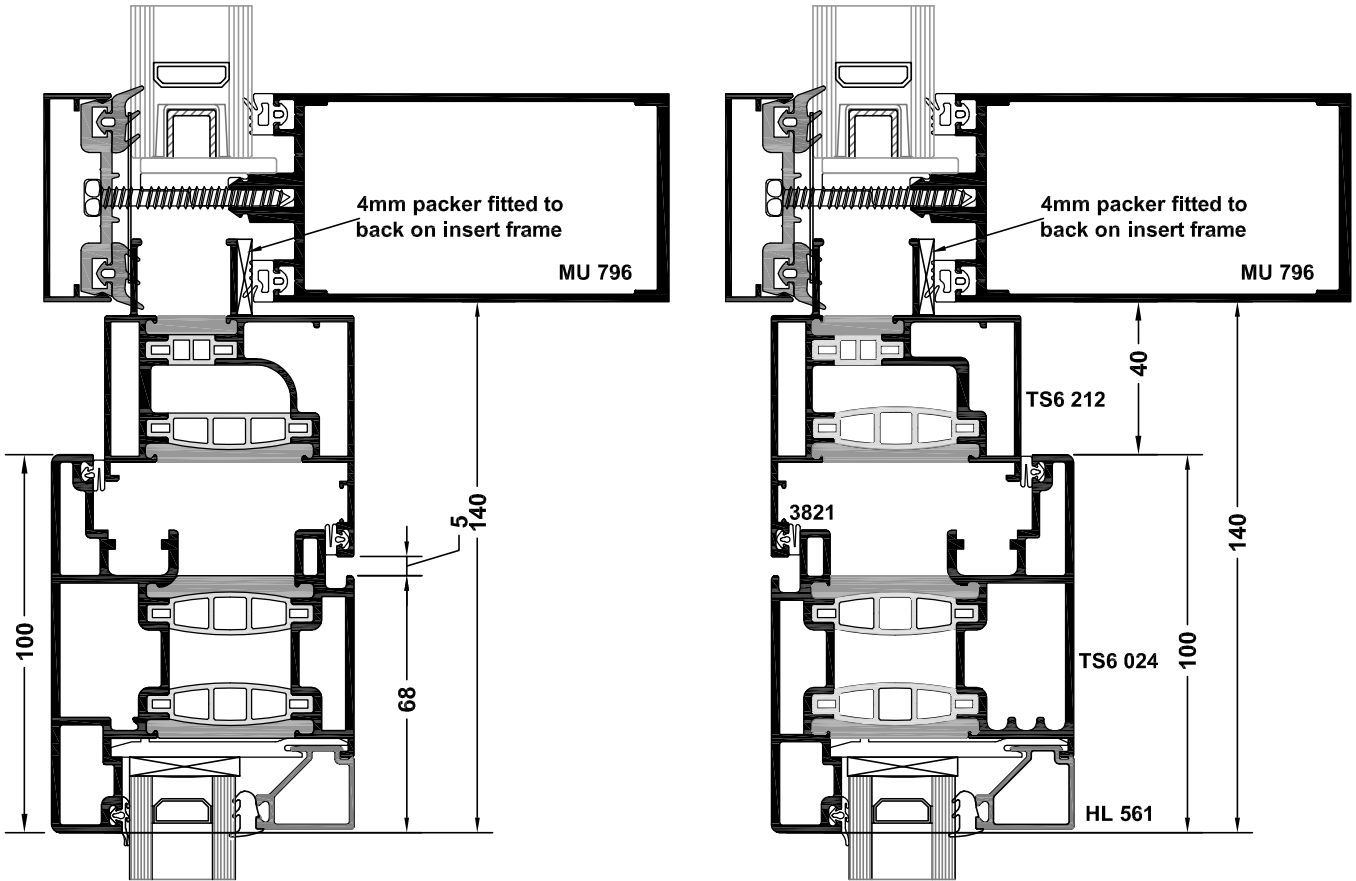 4mm packer fitted to
back on insert frame
MU 796
5
140
100
68
4mm packer fitted to
back on insert frame
MU 796
40
TS6 212
3821
140
100
TS6 024
HL 561